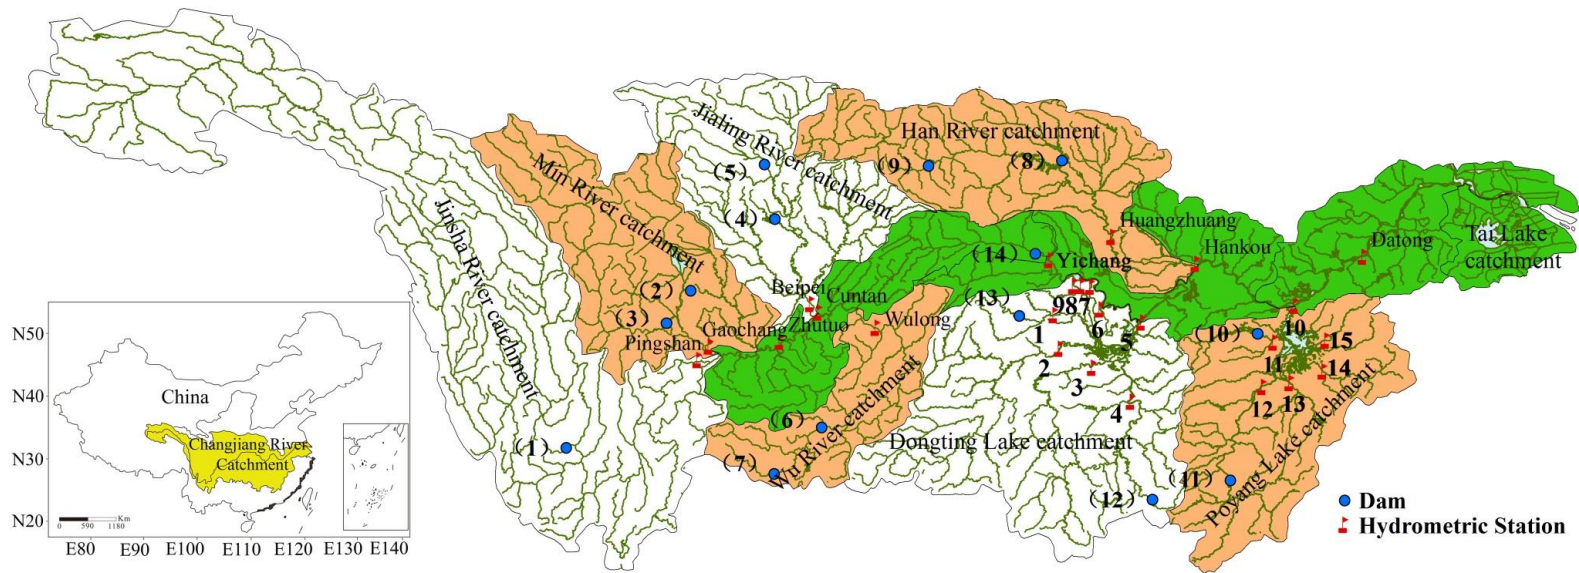 Jinsha River catchment
Min River catchment
Jialing River catchment
Han River catchment
Wu River catchment
Dongting Lake catchment
Poyang Lake catchment
Tai Lake
catchment
Huangzhuang
Hankou
Datong
Yichang
Beipei
Cuntan
Zhutuo
Gaochang
Pingshan
Wulong
(1)
(2)
(3)
(4)
(5)
(6)
(7)
(8)
(9)
(10)
(11)
(12)
(13)
(14)
1
2
3
4
5
6
987
10
11
12
13
14
15
Dam
Hydrometric Station
China
Changjiang River
Catchment
N50
N40
N30
N20
E80
E90
E100
E110
E120
E130
E140
0
590
1180
Km